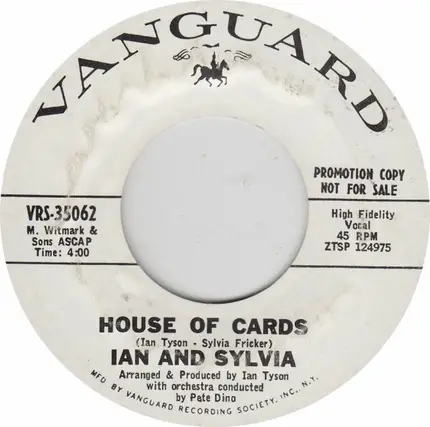 VANGUARD
PROMOTION COPY
NOT FOR SALE
VRS-35062
M. Witmark &
Sons ASCAP
Time: 4:00
High Fidelity
Vocal
45 RPM
ZTSP 124975
HOUSE OF CARDS
(Ian Tyson - Sylvia Fricker)
IAN AND SYLVIA
Arranged & Produced by Ian Tyson
with orchestra conducted
by Pate Dino
MFD BY VANGUARD RECORDING SOCIETY, INC., N.Y.